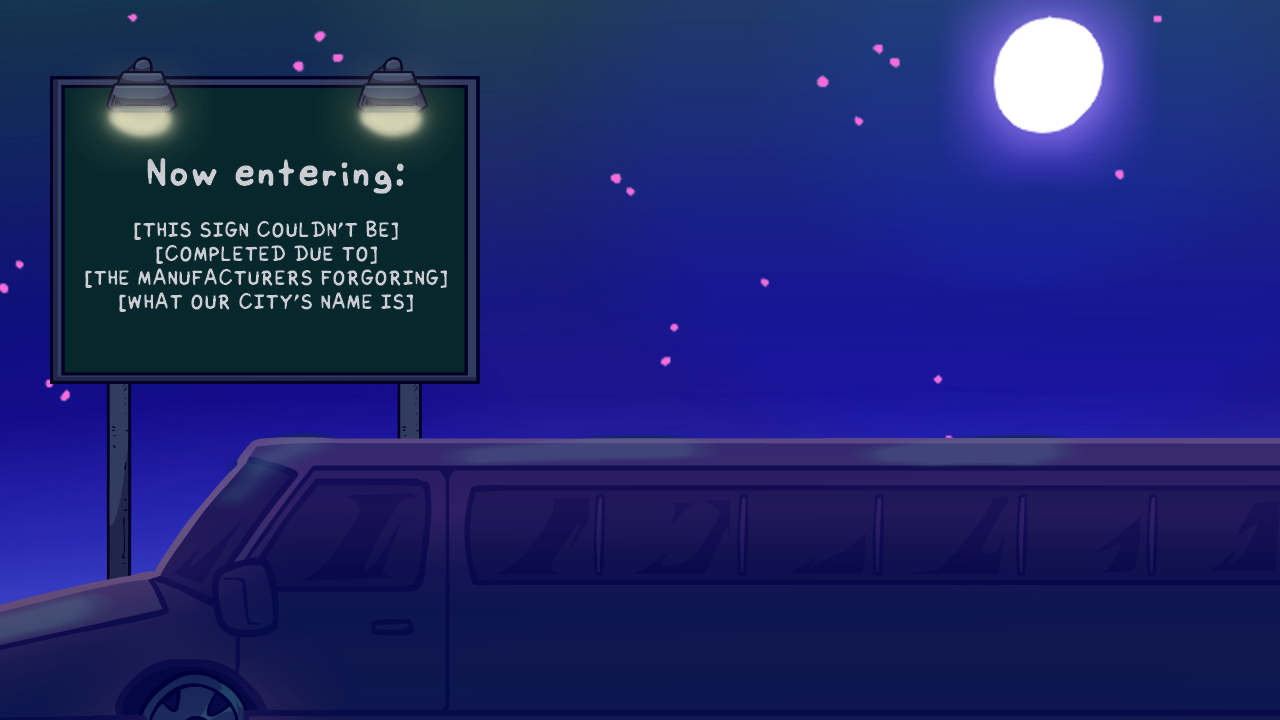 Now entering:
[THIS SIGN COULDN'T BE]
[COMPLETED DUE TO]
[THE MANUFACTURERS FORGORING]
[WHAT OUR CITY'S NAME IS]